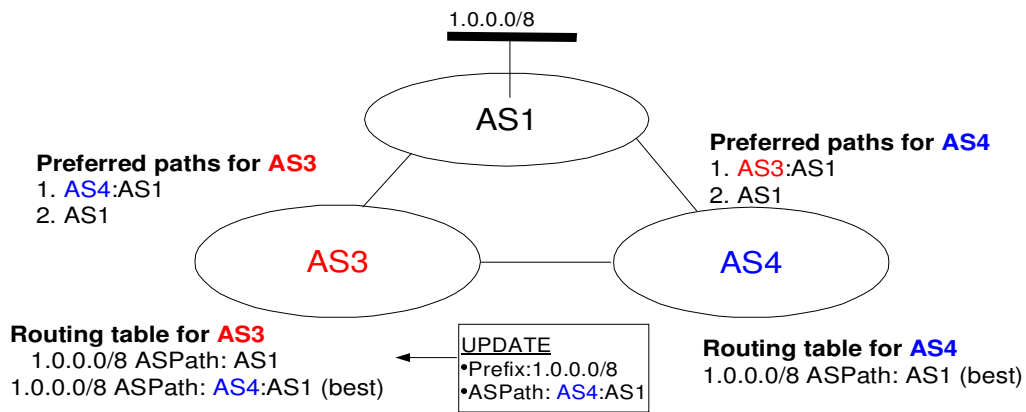 1.0.0.0/8
AS1
Preferred paths for AS3
1. AS4:AS1
2. AS1
Preferred paths for AS4
1. AS3:AS1
2. AS1
AS3
AS4
Routing table for AS3
1.0.0.0/8 ASPath: AS1
1.0.0.0/8 ASPath: AS4:AS1 (best)
UPDATE
•Prefix:1.0.0.0/8
•ASPath: AS4:AS1
Routing table for AS4
1.0.0.0/8 ASPath: AS1 (best)